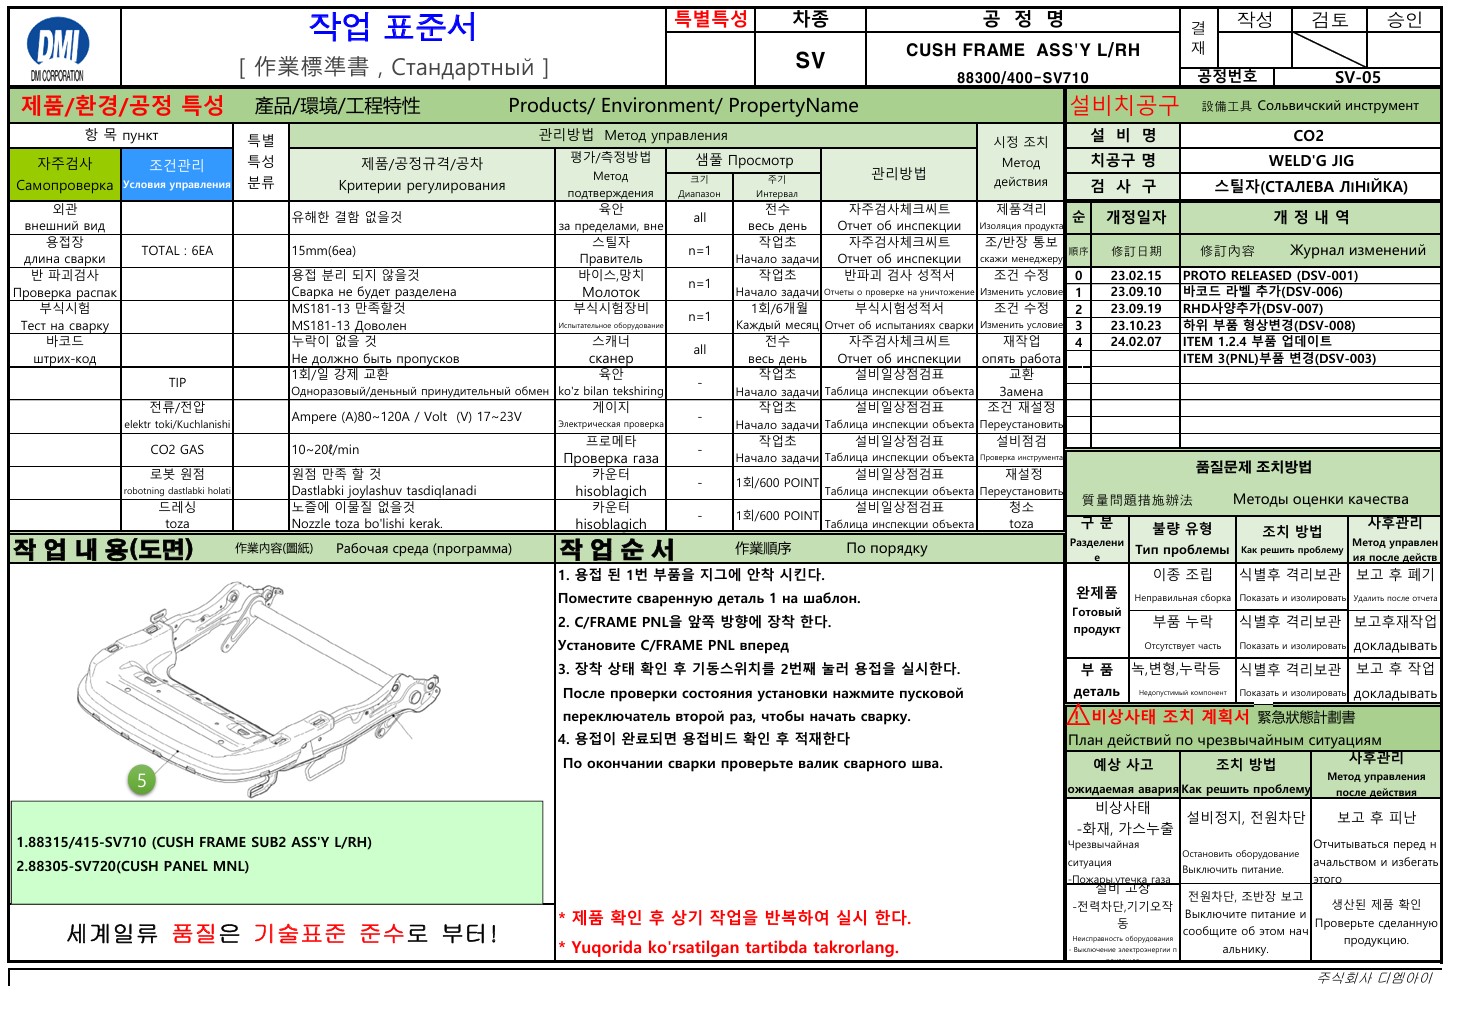 DMI
DMI CORPORATION
작업 표준서
[ 作業標準書 , Стандартный ]
특별특성
차종
SV
공 정 명
CUSH FRAME ASS'Y L/RH
88300/400-SV710
결재
작성
검토
승인
공정번호
SV-05
제품/환경/공정 특성 產品/環境/工程特性 Products/ Environment/ PropertyName
설비치공구 設備工具 Сольвичский инструмент
항 목 пункт
특별
특성
분류
관리방법 Метод управления
시정 조치
Метод
действия
자주검사
Самопроверка
조건관리
Условия управления
제품/공정규격/공차
Критерии регулирования
평가/측정방법
Метод
подтверждения
샘풀 Просмотр
크기
Диапазон
주기
Интервал
관리방법
설 비 명
CO2
치공구 명
WELD'G JIG
검 사 구
스틸자(СТАЛЕВА ЛІНІЙКА)
외관
внешний вид
유해한 결함 없을것
육안
за пределами, вне
all
전수
весь день
자주검사체크씨트
Отчет об инспекции
제품격리
Изоляция продукта
용접장
длина сварки
TOTAL : 6EA
15mm(6ea)
스틸자
Правитель
n=1
작업초
Начало задачи
자주검사체크씨트
Отчет об инспекции
조/반장 통보
скажи менеджеру
반 파괴검사
Проверка распак
용접 분리 되지 않을것
Сварка не будет разделена
바이스,망치
Молоток
n=1
작업초
Начало задачи
반파괴 검사 성적서
Отчеты о проверке на уничтожение
조건 수정
Изменить условие
부식시험
Тест на сварку
MS181-13 만족할것
MS181-13 Доволен
부식시험장비
Испытательное оборудование
n=1
1회/6개월
Каждый месяц
부식시험성적서
Отчет об испытаниях сварки
조건 수정
Изменить условие
바코드
штрих-код
누락이 없을 것
Не должно быть пропусков
스캐너
сканер
all
전수
весь день
자주검사체크씨트
Отчет об инспекции
재작업
опять работа
TIP
1회/일 강제 교환
Одноразовый/деньный принудительный обмен
육안
ko'z bilan tekshiring
-
작업초
Начало задачи
설비일상점검표
Таблица инспекции объекта
교환
Замена
전류/전압
elektr toki/Kuchlanishi
Ampere (A)80~120A / Volt (V) 17~23V
게이지
Электрическая проверка
-
작업초
Начало задачи
설비일상점검표
Таблица инспекции объекта
조건 재설정
Переустановить
CO2 GAS
10~20ℓ/min
프로메타
Проверка газа
-
작업초
Начало задачи
설비일상점검표
Таблица инспекции объекта
설비점검
Проверка инструмента
로봇 원점
robotning dastlabki holati
원점 만족 할 것
Dastlabki joylashuv tasdiqlanadi
카운터
hisoblagich
-
1회/600 POINT
설비일상점검표
Таблица инспекции объекта
재설정
Переустановить
드레싱
toza
노즐에 이물질 없을것
Nozzle toza bo'lishi kerak.
카운터
hisoblagich
-
1회/600 POINT
설비일상점검표
Таблица инспекции объекта
청소
toza
순
개정일자
개 정 내 역
順序
修訂日期
修訂內容 Журнал изменений
0 23.02.15 PROTO RELEASED (DSV-001)
1 23.09.10 바코드 라벨 추가(DSV-006)
2 23.09.19 RHD사양추가(DSV-007)
3 23.10.23 하위 부품 형상변경(DSV-008)
4 24.02.07 ITEM 1.2.4 부품 업데이트
ITEM 3(PNL)부품 변경(DSV-003)
품질문제 조치방법
質量問題措施辦法 Методы оценки качества
구 분
Разделени
е
불량 유형
Тип проблемы
조치 방법
Как решить проблему
사후관리
Метод управлен
ия после действ
완제품
Готовый
продукт
이종 조립
Неправильная сборка
식별후 격리보관
Показать и изолировать
보고 후 폐기
Удалить после отчета
부품 누락
Отсутствует часть
식별후 격리보관
Показать и изолировать
보고후재작업
докладывать
부 품
деталь
녹,변형,누락등
Недопустимый компонент
식별후 격리보관
Показать и изолировать
보고 후 작업
докладывать
비상사태 조치 계획서 緊急狀態計劃書
План действий по чрезвычайным ситуациям
예상 사고
ожидаемая авария
조치 방법
Как решить проблему
사후관리
Метод управления
после действия
비상사태
-화재, 가스누출
Чрезвычайная
ситуация
-Пожары,утечка газа
설비정지, 전원차단
Остановить оборудование
Выключить питание.
보고 후 피난
Отчитываться перед н
ачальством и избегать
этого
설비 고장
-전력차단,기기오작
동
Неисправность оборудования
- Выключение электроэнергии п
전원차단, 조반장 보고
Выключите питание и
сообщите об этом нач
альнику.
생산된 제품 확인
Проверьте сделанную
продукцию.
작 업 내 용(도면) 作業內容(圖紙) Рабочая среда (программа)
작 업 순 서 作業順序 По порядку
5
1.88315/415-SV710 (CUSH FRAME SUB2 ASS'Y L/RH)
2.88305-SV720(CUSH PANEL MNL)
세계일류 품질은 기술표준 준수로 부터!
1. 용접 된 1번 부품을 지그에 안착 시킨다.
Поместите сваренную деталь 1 на шаблон.
2. C/FRAME PNL을 앞쪽 방향에 장착 한다.
Установите C/FRAME PNL вперед
3. 장착 상태 확인 후 기동스위치를 2번째 눌러 용접을 실시한다.
После проверки состояния установки нажмите пусковой
переключатель второй раз, чтобы начать сварку.
4. 용접이 완료되면 용접비드 확인 후 적재한다
По окончании сварки проверьте валик сварного шва.
* 제품 확인 후 상기 작업을 반복하여 실시 한다.
* Yuqorida ko'rsatilgan tartibda takrorlang.
주식회사 디엠아이